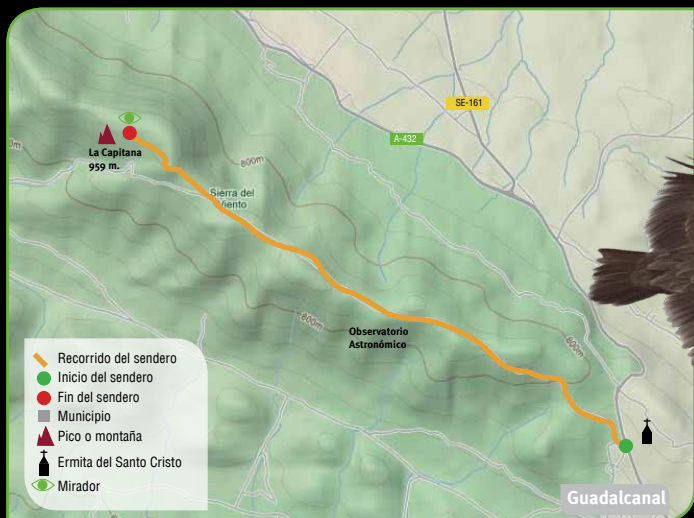 SE-161
A-432
La Capitana
959 m.
800m
Sierra del
Viento
800m
Observatorio
Astronómico
800m
Recorrido del sendero
Inicio del sendero
Fin del sendero
Municipio
Pico o montaña
Ermita del Santo Cristo
Mirador
Guadalcanal